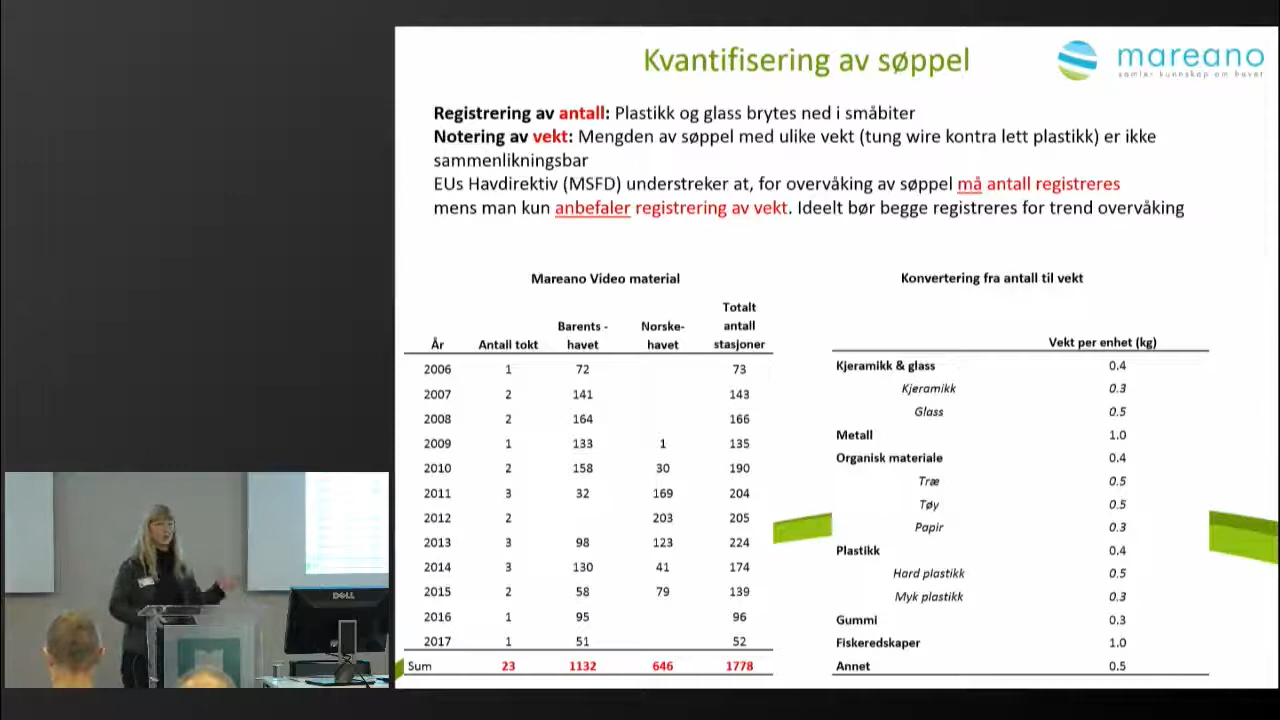 Kvantifisering av søppel
mareano
samler kunnskap om havet
Registrering av antall: Plastikk og glass brytes ned i småbiter
Notering av vekt: Mengden av søppel med ulike vekt (tung wire kontra lett plastikk) er ikke
sammenlikningsbar
EUs Havdirektiv (MSFD) understreker at, for overvåking av søppel må antall registreres
mens man kun anbefaler registrering av vekt. Ideelt bør begge registreres for trend overvåking
Mareano Video material
År Antall tokt Barents - havet Norske- havet Totalt antall stasjoner
2006 1 72 73
2007 2 141 143
2008 2 164 166
2009 1 133 1 135
2010 2 158 30 190
2011 3 32 169 204
2012 2 203 205
2013 3 98 123 224
2014 3 130 41 174
2015 2 58 79 139
2016 1 95 96
2017 1 51 52
Sum 23 1132 646 1778
Konvertering fra antall til vekt
Vekt per enhet (kg)
Kjeramikk & glass 0.4
Kjeramikk 0.3
Glass 0.5
Metall 1.0
Organisk materiale 0.4
Træ 0.5
Tøy 0.5
Papir 0.3
Plastikk 0.4
Hard plastikk 0.5
Myk plastikk 0.3
Gummi 0.3
Fiskeredskaper 1.0
Annet 0.5
DELL